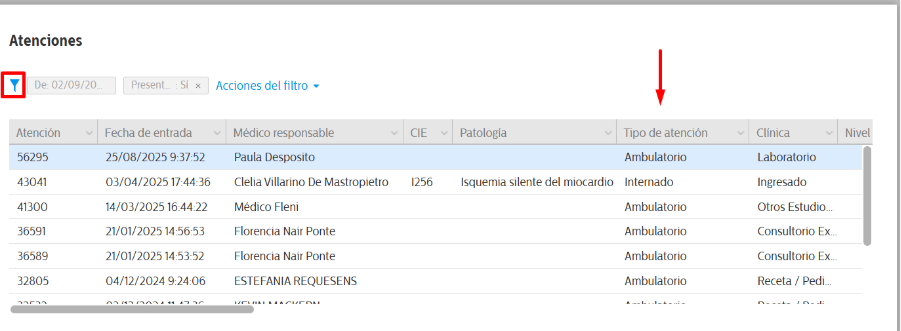 Atenciones
De: 02/09/20... Present... : Sí × Acciones del filtro
Atención Fecha de entrada Médico responsable CIE Patología Tipo de atención Clínica Nivel
56295 25/08/2025 9:37:52 Paula Desposito Ambulatorio Laboratorio
43041 03/04/2025 17:44:36 Clelia Villarino De Mastropietro I256 Isquemia silente del miocardio Internado Ingresado
41300 14/03/2025 16:44:22 Médico Fleni Ambulatorio Otros Estudio...
36591 21/01/2025 14:56:53 Florencia Nair Ponte Ambulatorio Consultorio Ex...
36589 21/01/2025 14:53:52 Florencia Nair Ponte Ambulatorio Consultorio Ex...
32805 04/12/2024 9:24:06 ESTEFANIA REQUESENS Ambulatorio Receta / Pedi...
KEVIN MACKERN Ambulatorio Receta / Pedi...